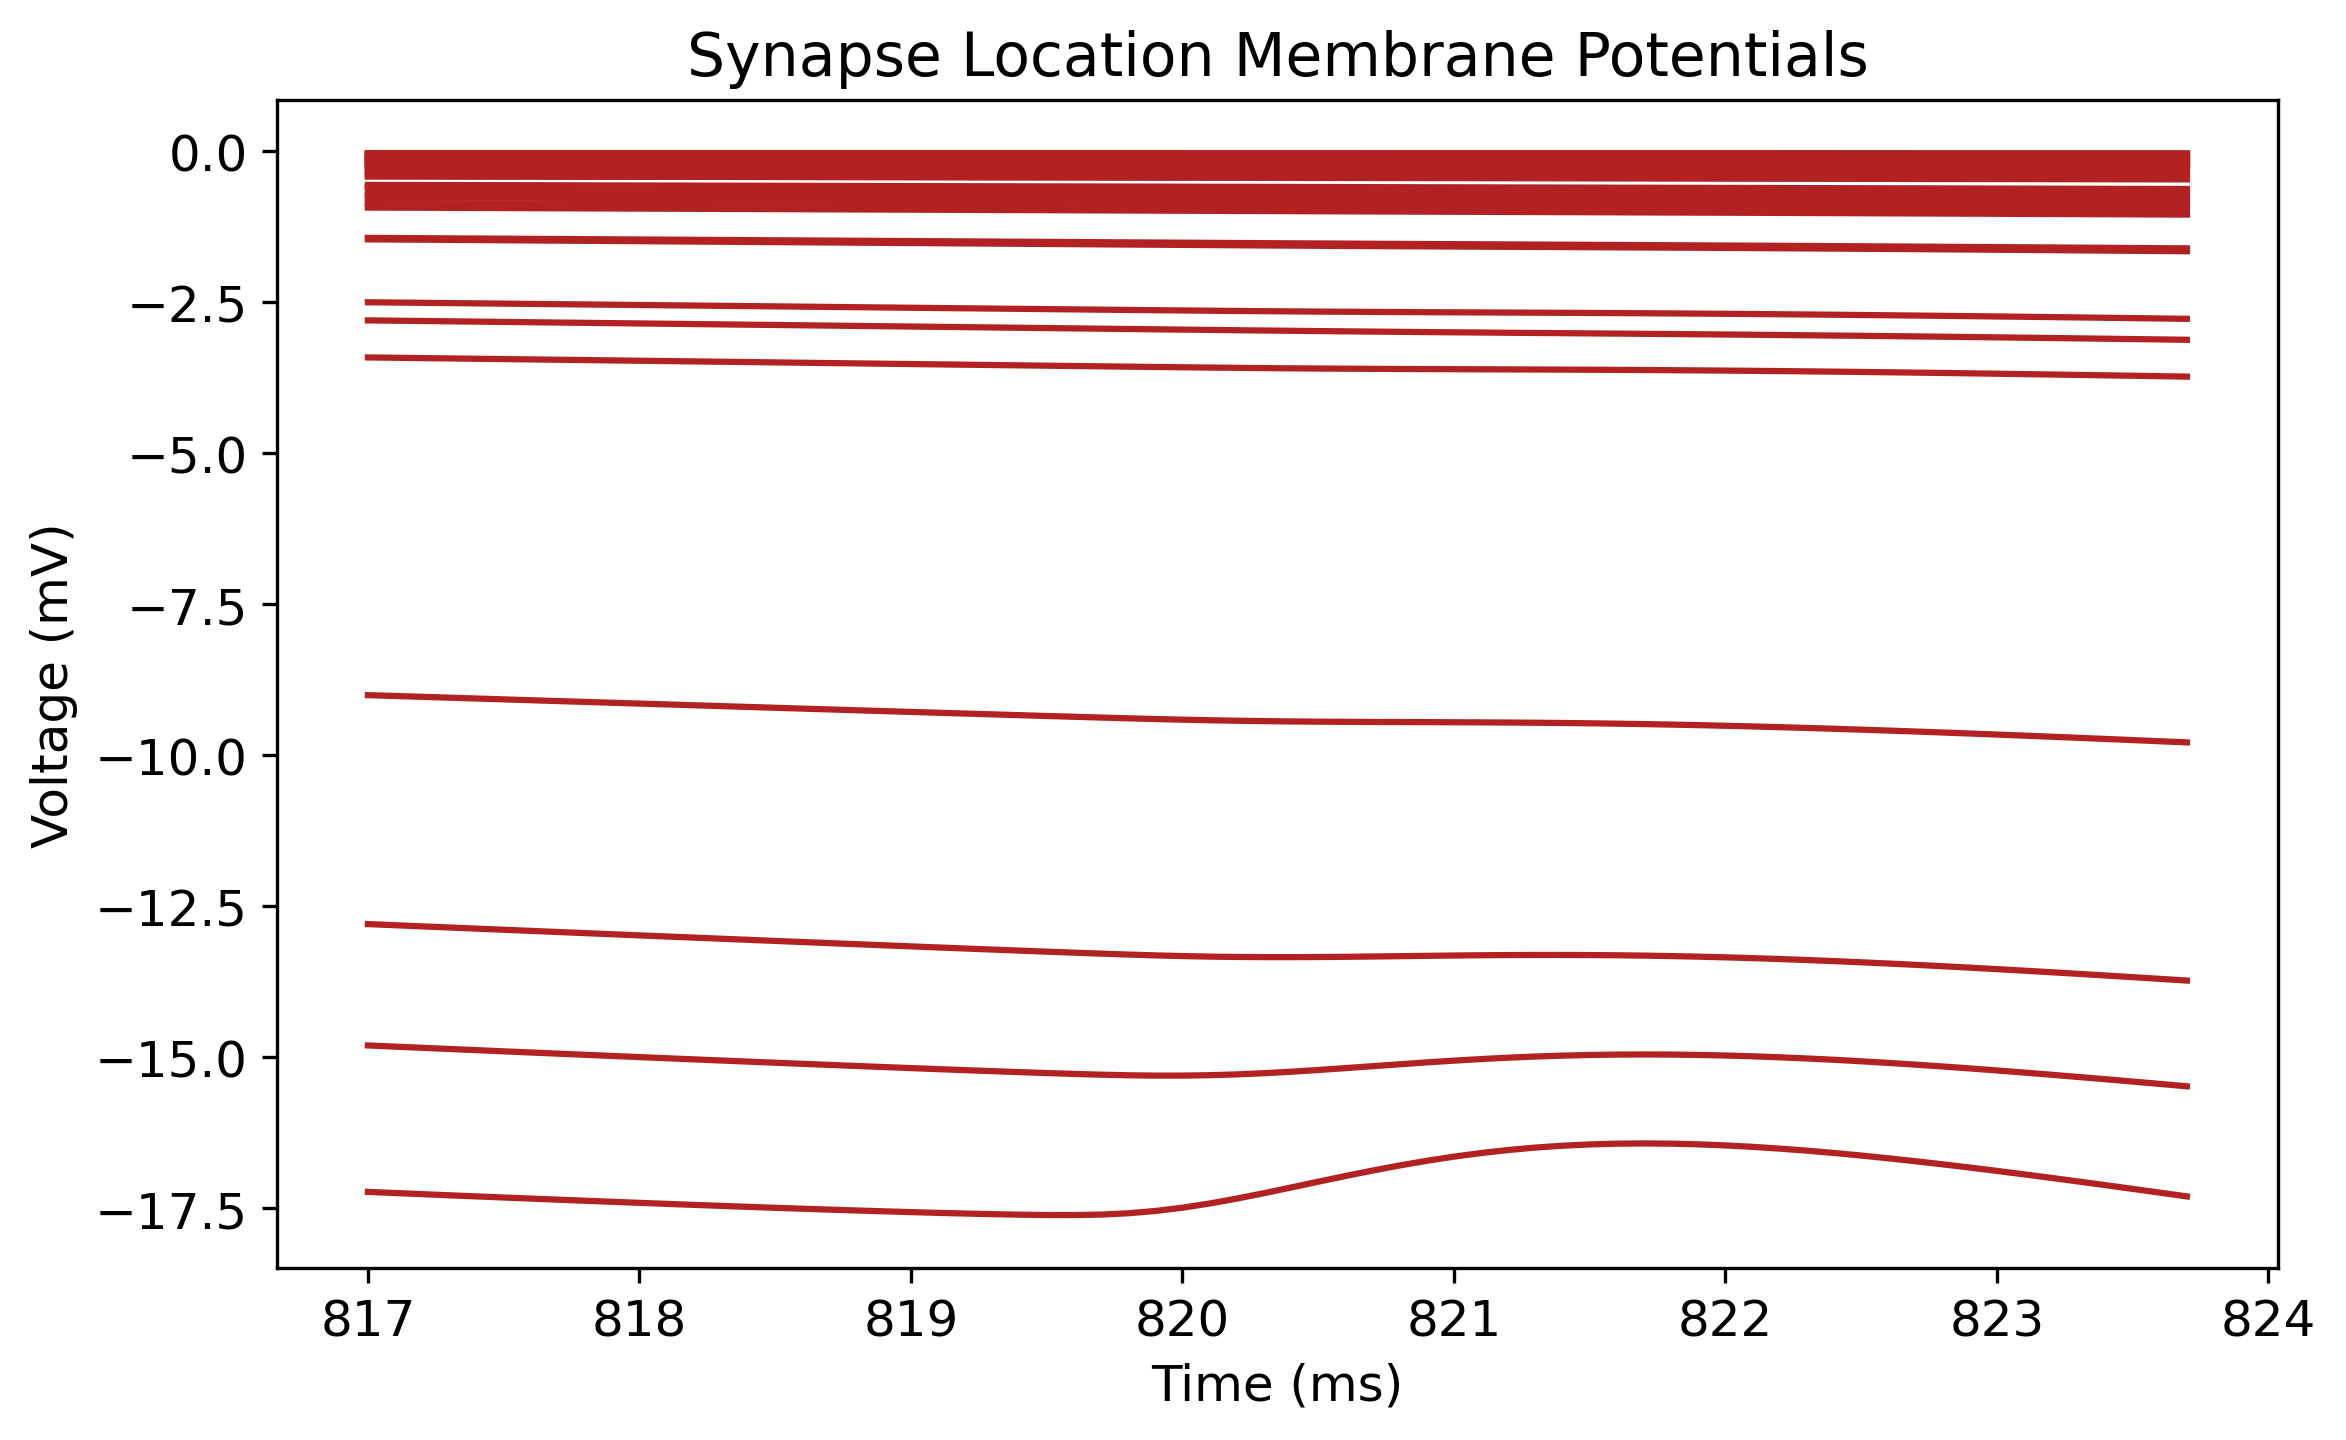 Synapse Location Membrane Potentials
0.0
−2.5
−5.0
−7.5
−10.0
−12.5
−15.0
−17.5
Voltage (mV)
817 818 819 820 821 822 823 824
Time (ms)